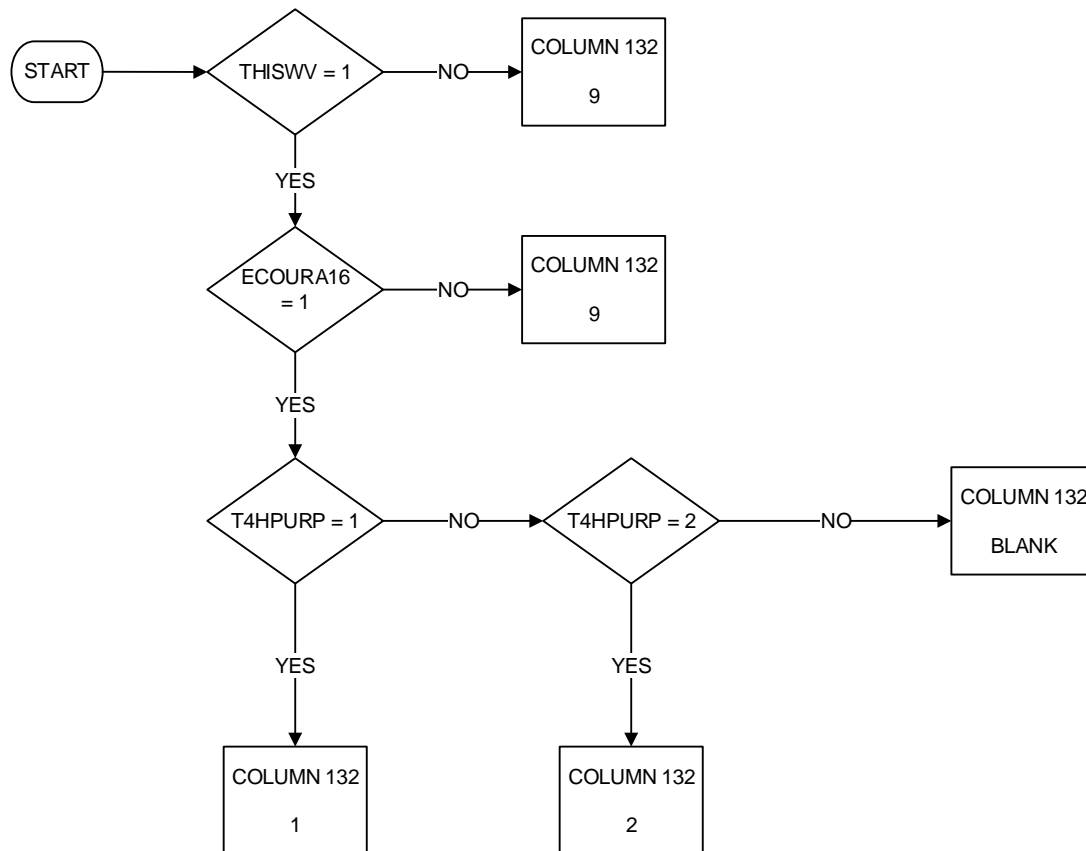 START
THISWV = 1
NO
COLUMN 132
9
YES
ECOURA16
= 1
NO
COLUMN 132
9
YES
T4HPURP = 1
NO
T4HPURP = 2
NO
COLUMN 132
BLANK
YES
YES
COLUMN 132
1
COLUMN 132
2